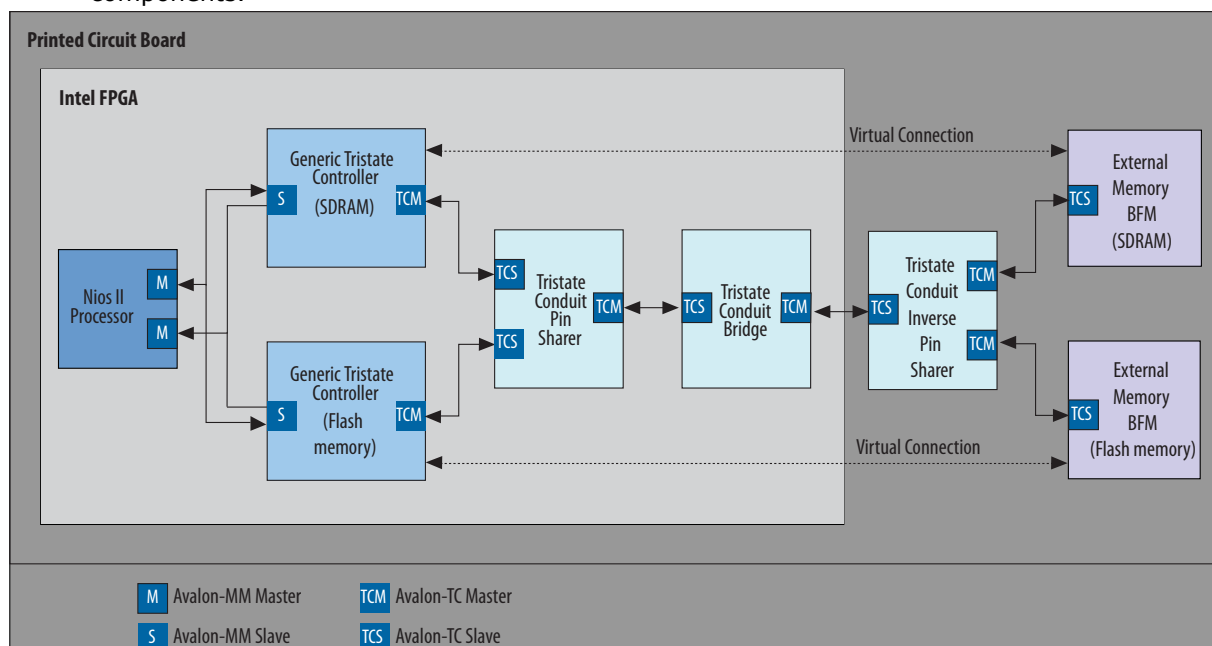 components.
Printed Circuit Board
Intel FPGA
Virtual Connection
Generic Tristate
Controller
(SDRAM)
S
TCM
External
Memory
BFM
(SDRAM)
TCS
Nios II
Processor
M
M
TCS
TCS
Tristate
Conduit
Pin
Sharer
TCM
TCS
Tristate
Conduit
Bridge
TCM
TCS
Tristate
Conduit
Inverse
Pin
Sharer
TCM
TCM
Generic Tristate
Controller
(Flash
memory)
S
TCM
External
Memory
BFM
(Flash memory)
TCS
Virtual Connection
M Avalon-MM Master
TCM Avalon-TC Master
S Avalon-MM Slave
TCS Avalon-TC Slave